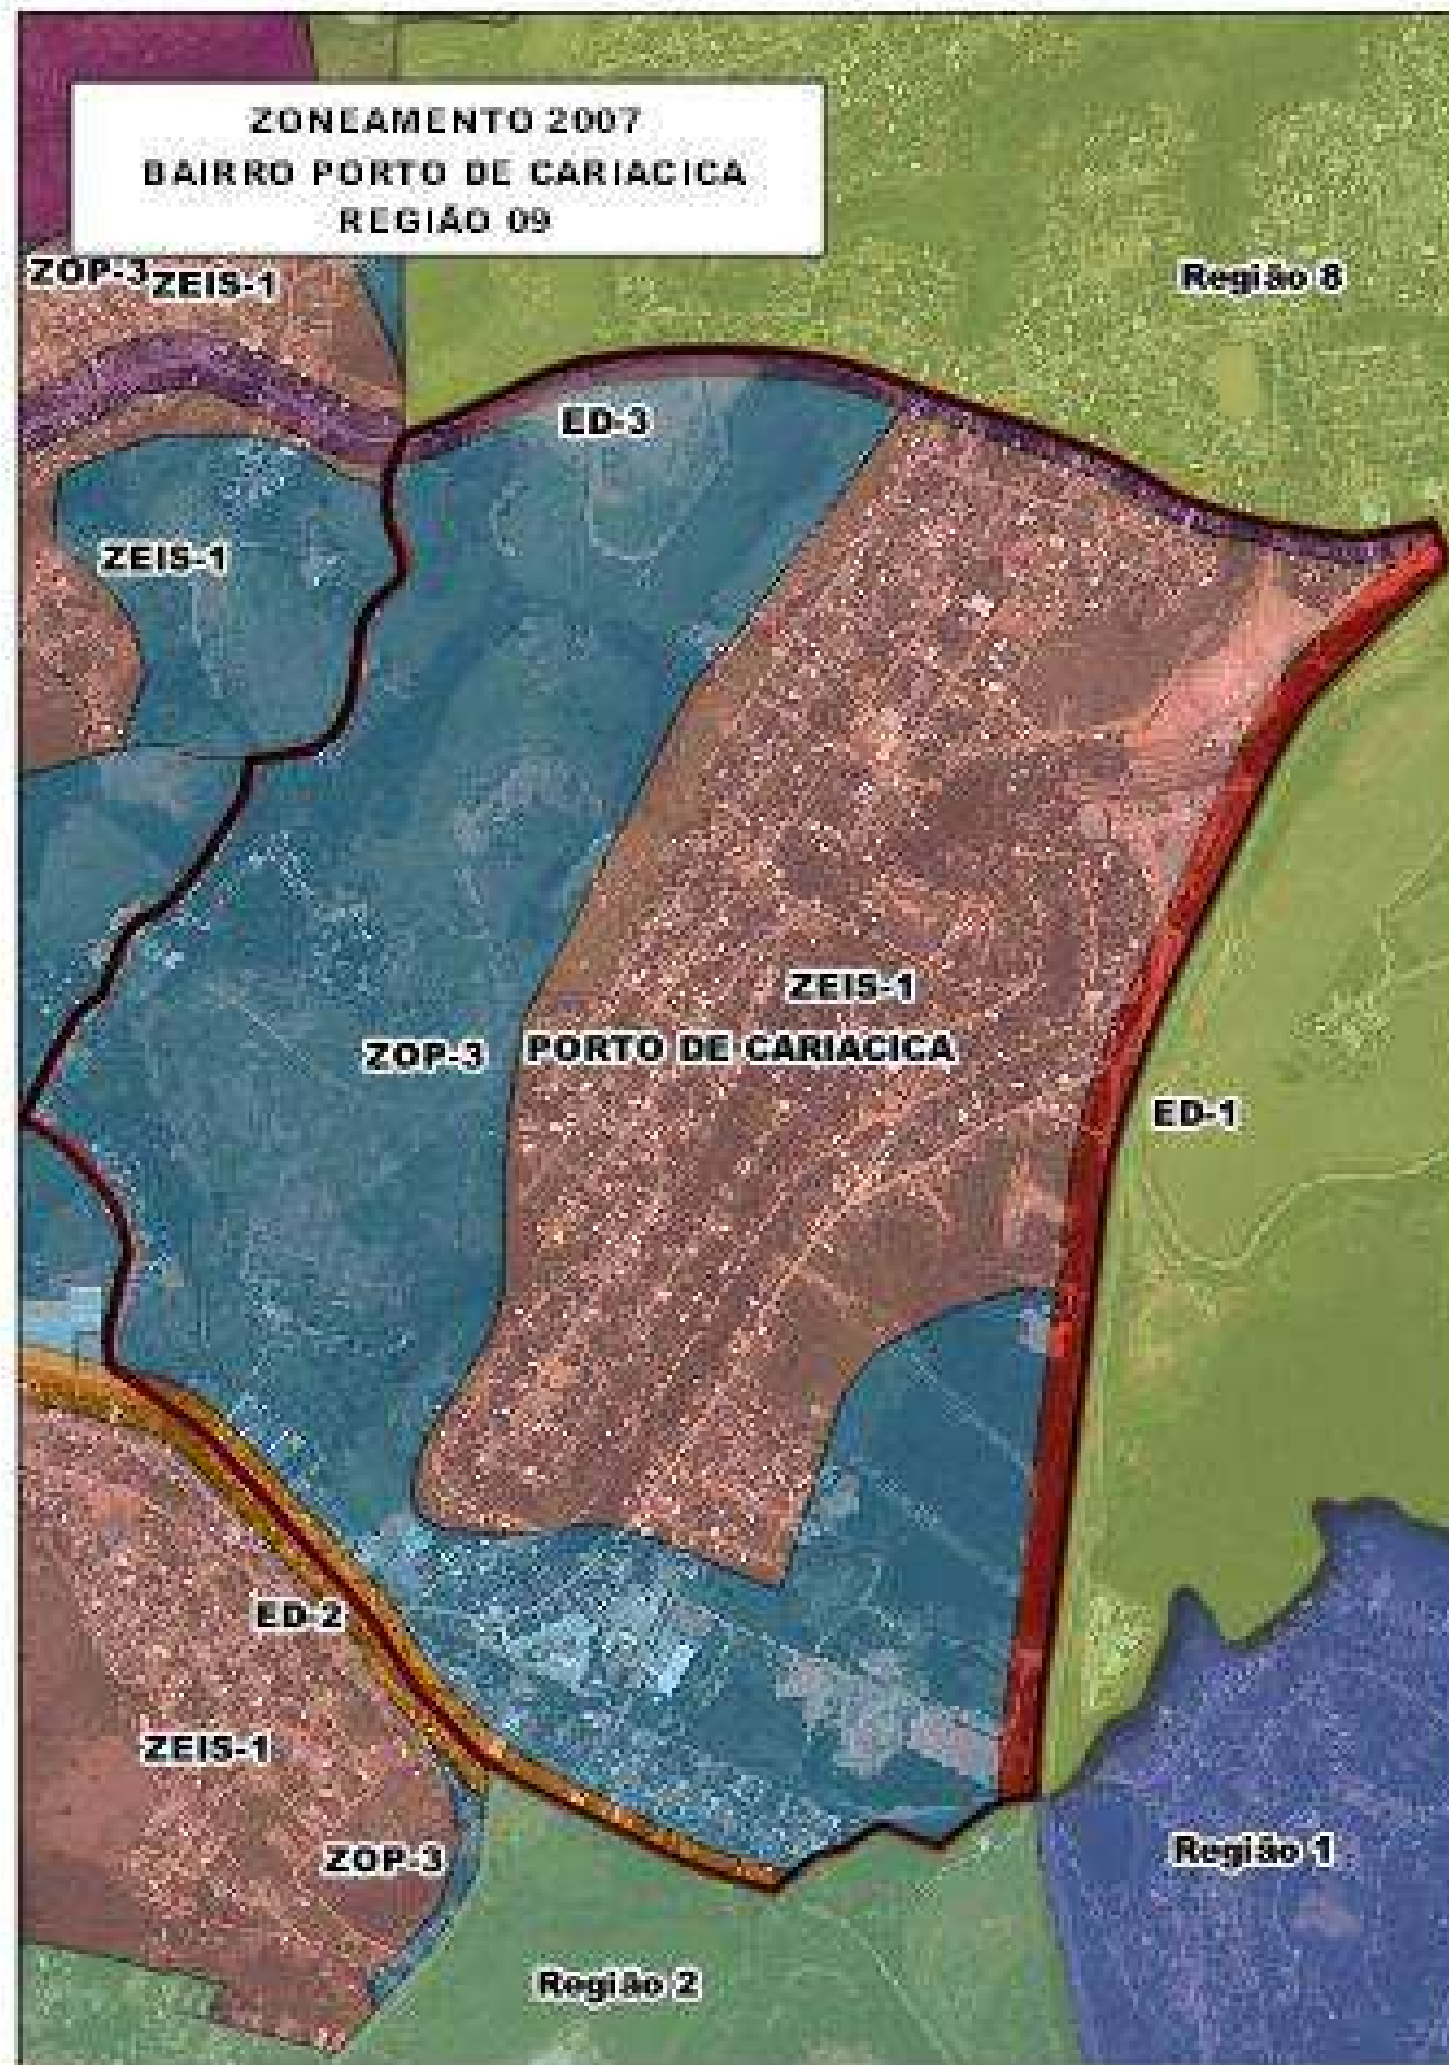 ZONEAMENTO 2007
BAIRRO PORTO DE CARIACICA
REGIÃO 09
ZOP-3
ZEIS-1
Região 8
ED-3
ZEIS-1
ZEIS-1
ZOP-3
PORTO DE CARIACICA
ED-1
ED-2
ZEIS-1
ZOP-3
Região 1
Região 2